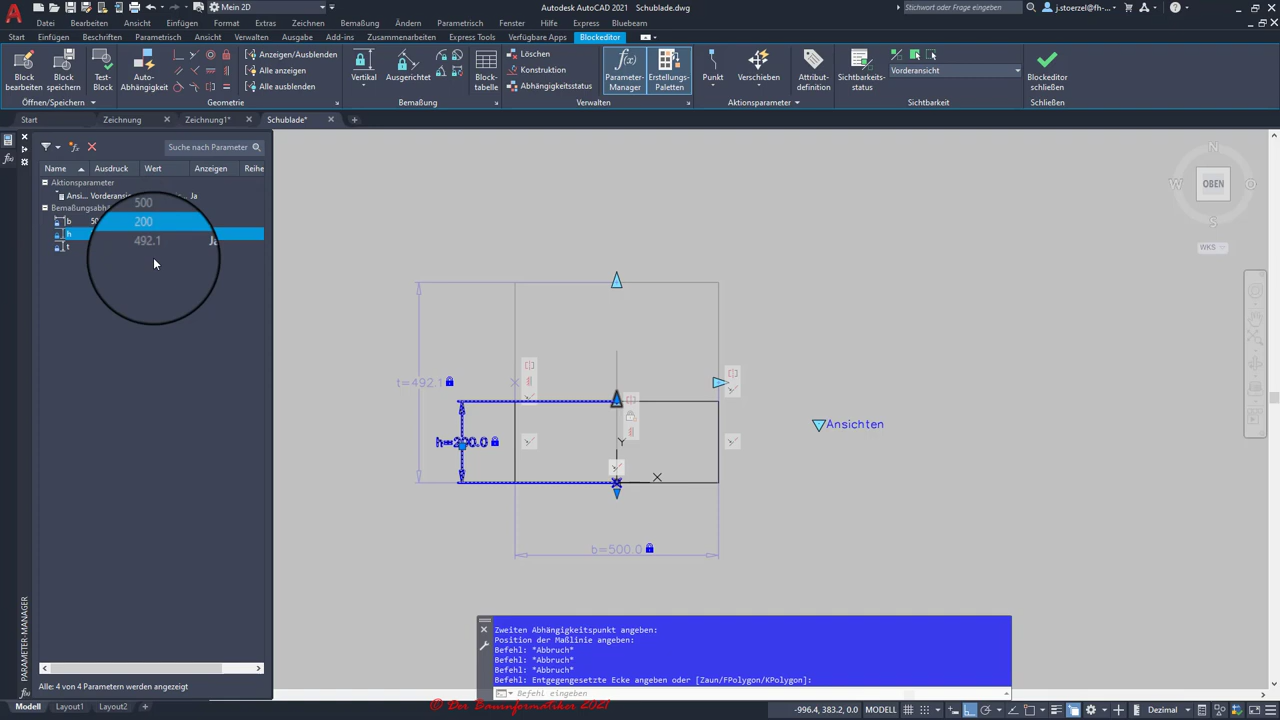 Mein 2D
Autodesk AutoCAD 2021
Schublade.dwg
Stichwort oder Frage eingeben
j.stoerzel@fh-...
Datei
Bearbeiten
Ansicht
Einfügen
Format
Extras
Zeichnen
Bemaßung
Ändern
Parametrisch
Fenster
Hilfe
Express
Bluebeam
Start
Einfügen
Beschriften
Parametrisch
Ansicht
Verwalten
Ausgabe
Add-ins
Zusammenarbeiten
Express Tools
Verfügbare Apps
Blockeditor
Block bearbeiten
Block speichern
Test-Block
Auto-Abhängigkeit
Anzeigen/Ausblenden
Alle anzeigen
Alle ausblenden
Vertikal
Ausgerichtet
Block-tabelle
Löschen
Konstruktion
Abhängigkeitsstatus
Parameter-Manager
Erstellungs-Paletten
Punkt
Verschieben
Attribut-definition
Sichtbarkeits-status
Vorderansicht
Blockeditor schließen
Öffnen/Speichern
Geometrie
Bemaßung
Verwalten
Aktionsparameter
Sichtbarkeit
Schließen
Start
Zeichnung
Zeichnung1*
Schublade*
Suche nach Parameter
Name
Ausdruck
Wert
Anzeigen
Reihe
Aktionsparameter
Ansi... Vorderansi
Ja
Bemaßungsabhä
500
b 50
200
h
492.1
Ja
t
N
W
OBEN
O
S
WKS
t=492.1
h=200.0
Y
X
b=500.0
Ansichten
Zweiten Abhängigkeitspunkt angeben:
Position der Maßlinie angeben:
Befehl: *Abbruch*
Befehl: *Abbruch*
Befehl: *Abbruch*
Befehl: Entgegengesetzte Ecke angeben oder [Zaun/FPolygon/KPolygon]:
Befehl eingeben
PARAMETER-MANAGER
Alle: 4 von 4 Parametern werden angezeigt
Modell
Layout1
Layout2
© Der Bauinformatiker 2021
-996.4, 383.2, 0.0
MODELL
Dezimal